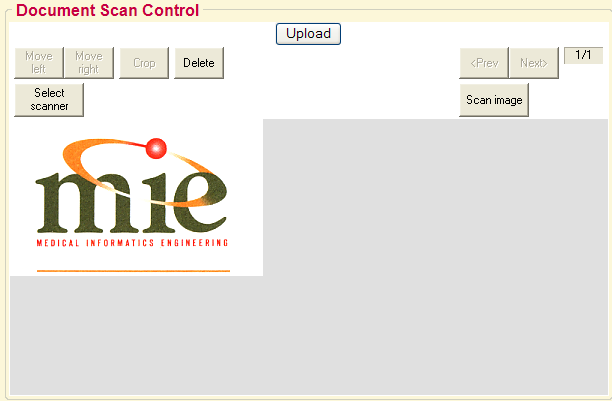 Document Scan Control
Upload
Move left
Move right
Crop
Delete
<Prev
Next>
1/1
Select scanner
Scan image
mie
MEDICAL INFORMATICS ENGINEERING